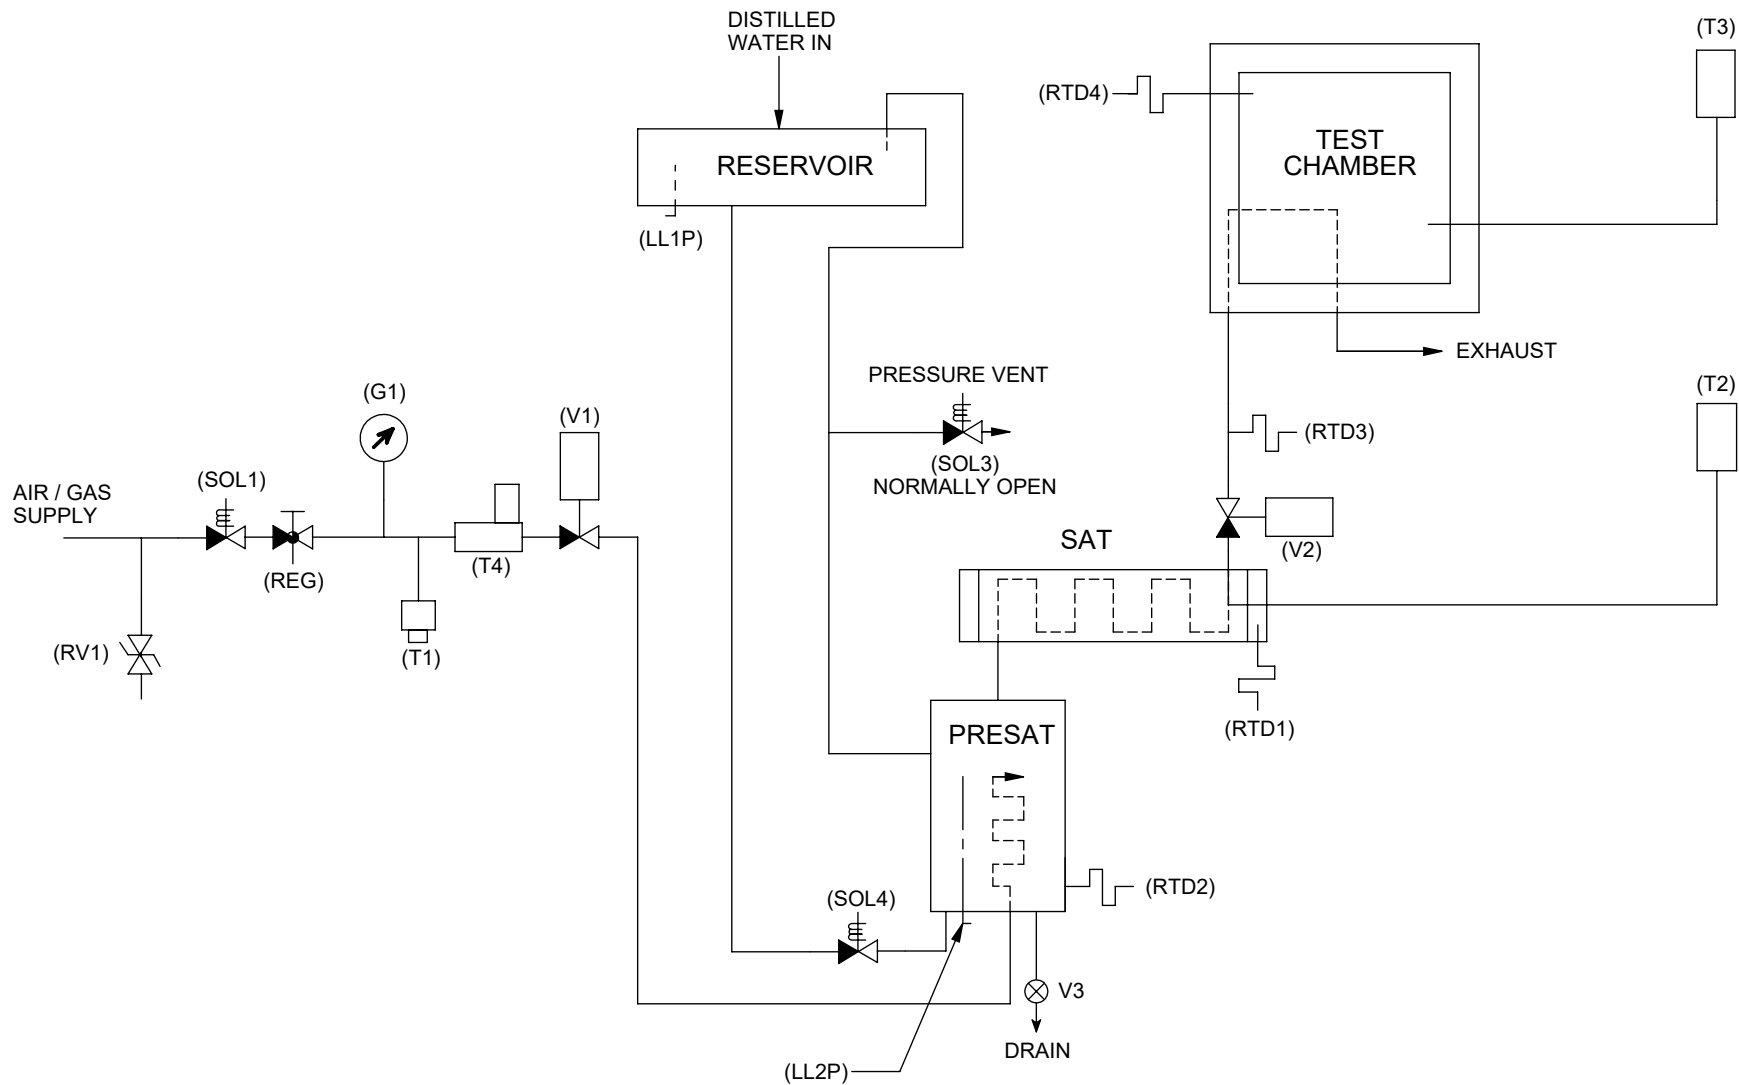 DISTILLED
WATER IN
(T3)
(RTD4)
TEST
CHAMBER
RESERVOIR
(LL1P)
EXHAUST
PRESSURE VENT
(T2)
(G1)
(V1)
(RTD3)
(SOL3)
NORMALLY OPEN
(SOL1)
AIR / GAS
SUPPLY
SAT
(V2)
(T4)
(REG)
(RV1)
(T1)
(RTD1)
PRESAT
(RTD2)
(SOL4)
V3
DRAIN
(LL2P)